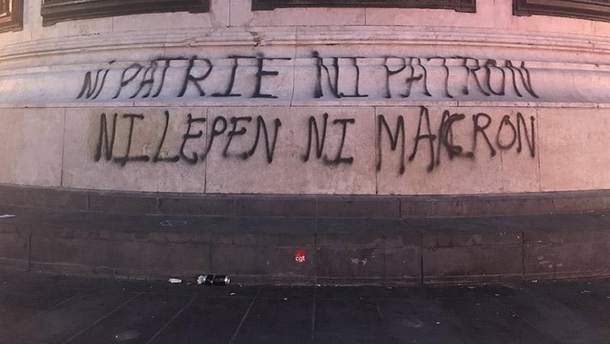 NI PATRIE NI PATRON
NI LEPEN NI MACRON
cgt